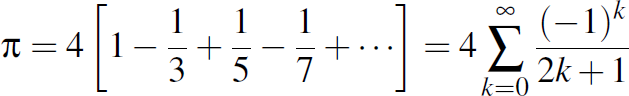 π = 4 [1 − 1/3 + 1/5 − 1/7 + ⋯] = 4 ∑_{k=0}^{∞} (−1)^k / (2k + 1)